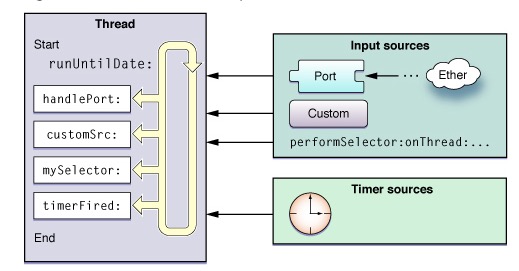 Thread
Start
runUntilDate:
handlePort:
customSrc:
mySelector:
timerFired:
End
Input sources
Port
...
Ether
Custom
performSelector:onThread:...
Timer sources